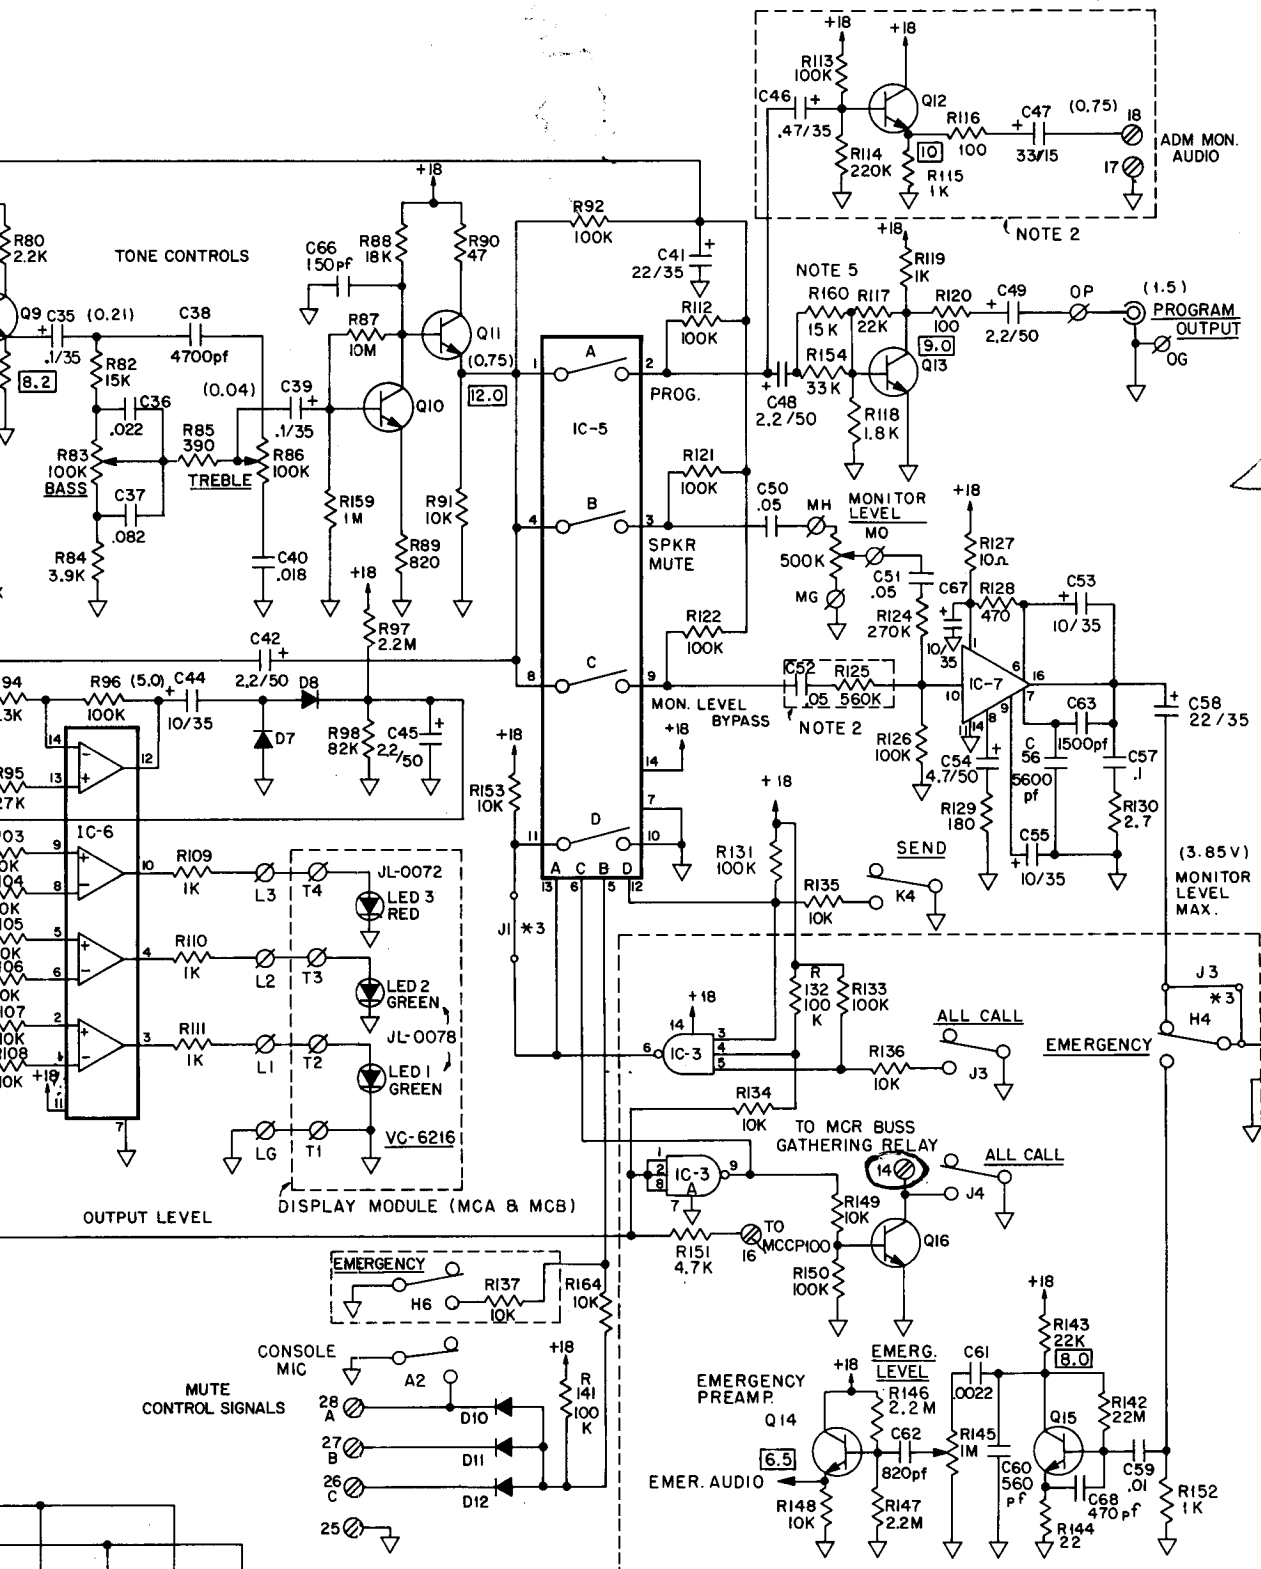 +18
+18
R113
100K
C46
+
.47/35
Q12
R114
220K
10
R115
1K
R116
100
C47
+
33/15
(0.75)
18
17
ADM MON.
AUDIO
NOTE 2
+18
R92
100K
R80
2.2K
TONE CONTROLS
C66
150pf
R88
18K
R90
47
C41
22/35
+
+18
R119
1K
NOTE 5
R160
15K
R117
22K
R112
100K
R120
100
C49
+
2.2/50
OP
(1.5)
PROGRAM
OUTPUT
OG
Q9
C35
+
.1/35
(0.21)
C38
4700pf
8.2
R82
15K
R87
10M
Q11
(0.75)
12.0
A
1
2
PROG.
R154
33K
9.0
Q13
C48
+
2.2/50
R118
1.8K
(0.04)
C39
+
.1/35
Q10
C36
.022
R85
390
R83
100K
BASS
TREBLE
R86
100K
IC-5
C37
.082
R84
3.9K
C40
.018
R159
1M
R91
10K
R89
820
R121
100K
B
4
3
SPKR
MUTE
C50
.05
MH
MONITOR
LEVEL
MO
500K
MG
C51
.05
+18
R127
10Ω
C67
+
10/35
R128
470
C53
+
10/35
R124
270K
R122
100K
+18
R97
2.2M
C42
+
2.2/50
C
8
9
MON. LEVEL
BYPASS
C52
.05
R125
560K
NOTE 2
IC-7
10
1
6
16
7
9
8
11
14
C63
1500pf
C58
+
22/35
R126
100K
C54
+
4.7/50
C
56
5600
pf
C57
.1
R129
180
R130
2.7
C55
+
10/35
94
R96
100K
(5.0)
C44
+
10/35
D8
D7
R98
82K
C45
+
2.2/50
+18
R153
10K
+18
14
7
D
11
10
13
A
6
C
B
5
D
12
+18
R131
100K
R135
10K
SEND
K4
(3.85V)
MONITOR
LEVEL
MAX.
14
13
12
-
+
R95
27K
IC-6
103
9
8
10
R109
1K
L3
T4
JL-0072
LED 3
RED
5
6
4
R110
1K
L2
T3
LED 2
GREEN
JL-0078
2
3
R111
1K
L1
T2
LED 1
GREEN
R108
10K
+18
11
7
LG
T1
VC-6216
DISPLAY MODULE (MCA & MCB)
OUTPUT LEVEL
J1
*3
R
132
100
K
R133
100K
+18
14
IC-3
6
3
4
5
R136
10K
ALL CALL
J3
EMERGENCY
J3
*3
H4
R134
10K
TO MCR BUSS
GATHERING RELAY
14
ALL CALL
J4
1
2
8
IC-3
A
9
7
R149
10K
Q16
R151
4.7K
16
TO
MCCP100
R150
100K
EMERGENCY
H6
R137
10K
R164
10K
CONSOLE
MIC
A2
+18
R
141
100
K
MUTE
CONTROL SIGNALS
28
A
27
B
26
C
25
D10
D11
D12
EMERGENCY
PREAMP.
+18
EMERG.
LEVEL
R146
2.2M
Q14
6.5
EMER. AUDIO
R148
10K
C62
820pf
R147
2.2M
R145
1M
C61
.0022
C60
560
pf
+18
R143
22K
8.0
Q15
R142
22M
C59
.01
C68
470pf
R144
22
R152
1K